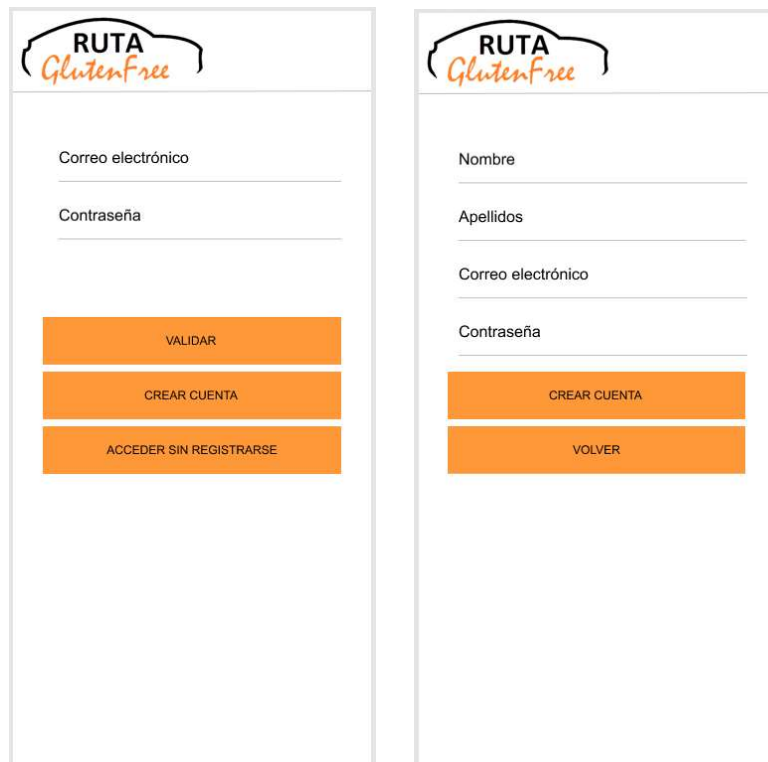 RUTA
GlutenFree
Correo electrónico
Contraseña
VALIDAR
CREAR CUENTA
ACCEDER SIN REGISTRARSE
RUTA
GlutenFree
Nombre
Apellidos
Correo electrónico
Contraseña
CREAR CUENTA
VOLVER